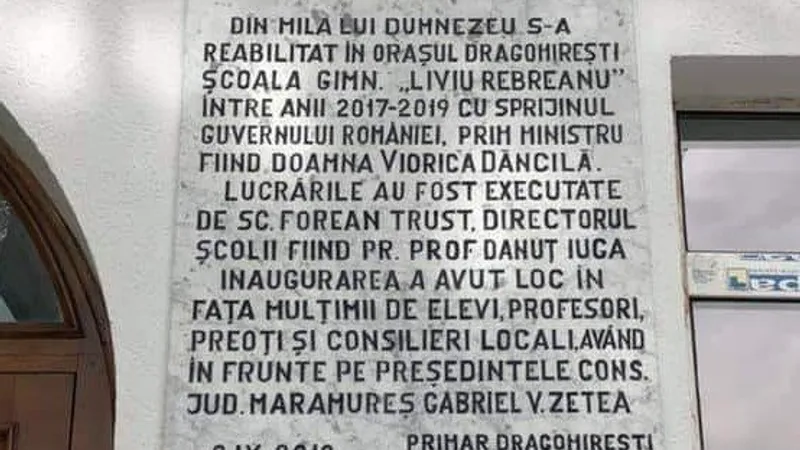 DIN MILA LUI DUMNEZEU S-A
REABILITAT ÎN ORAȘUL DRAGOMIREȘTI
ȘCOALA GIMN. „LIVIU REBREANU”
ÎNTRE ANII 2017-2019 CU SPRIJINUL
GUVERNULUI ROMÂNIEI, PRIM MINISTRU
FIIND DOAMNA VIORICA DĂNCILĂ.
LUCRĂRILE AU FOST EXECUTATE
DE SC. FOREAN TRUST, DIRECTORUL
ȘCOLII FIIND PR. PROF DANUȚ IUGA
INAUGURAREA A AVUT LOC ÎN
FAȚA MULȚIMII DE ELEVI, PROFESORI,
PREOȚI ȘI CONSILIERI LOCALI, AVÂND
ÎN FRUNTE PE PREȘEDINTELE CONS.
JUD. MARAMUREȘ GABRIEL V. ZETEA
PRIMAR DRAGOMIREȘTI